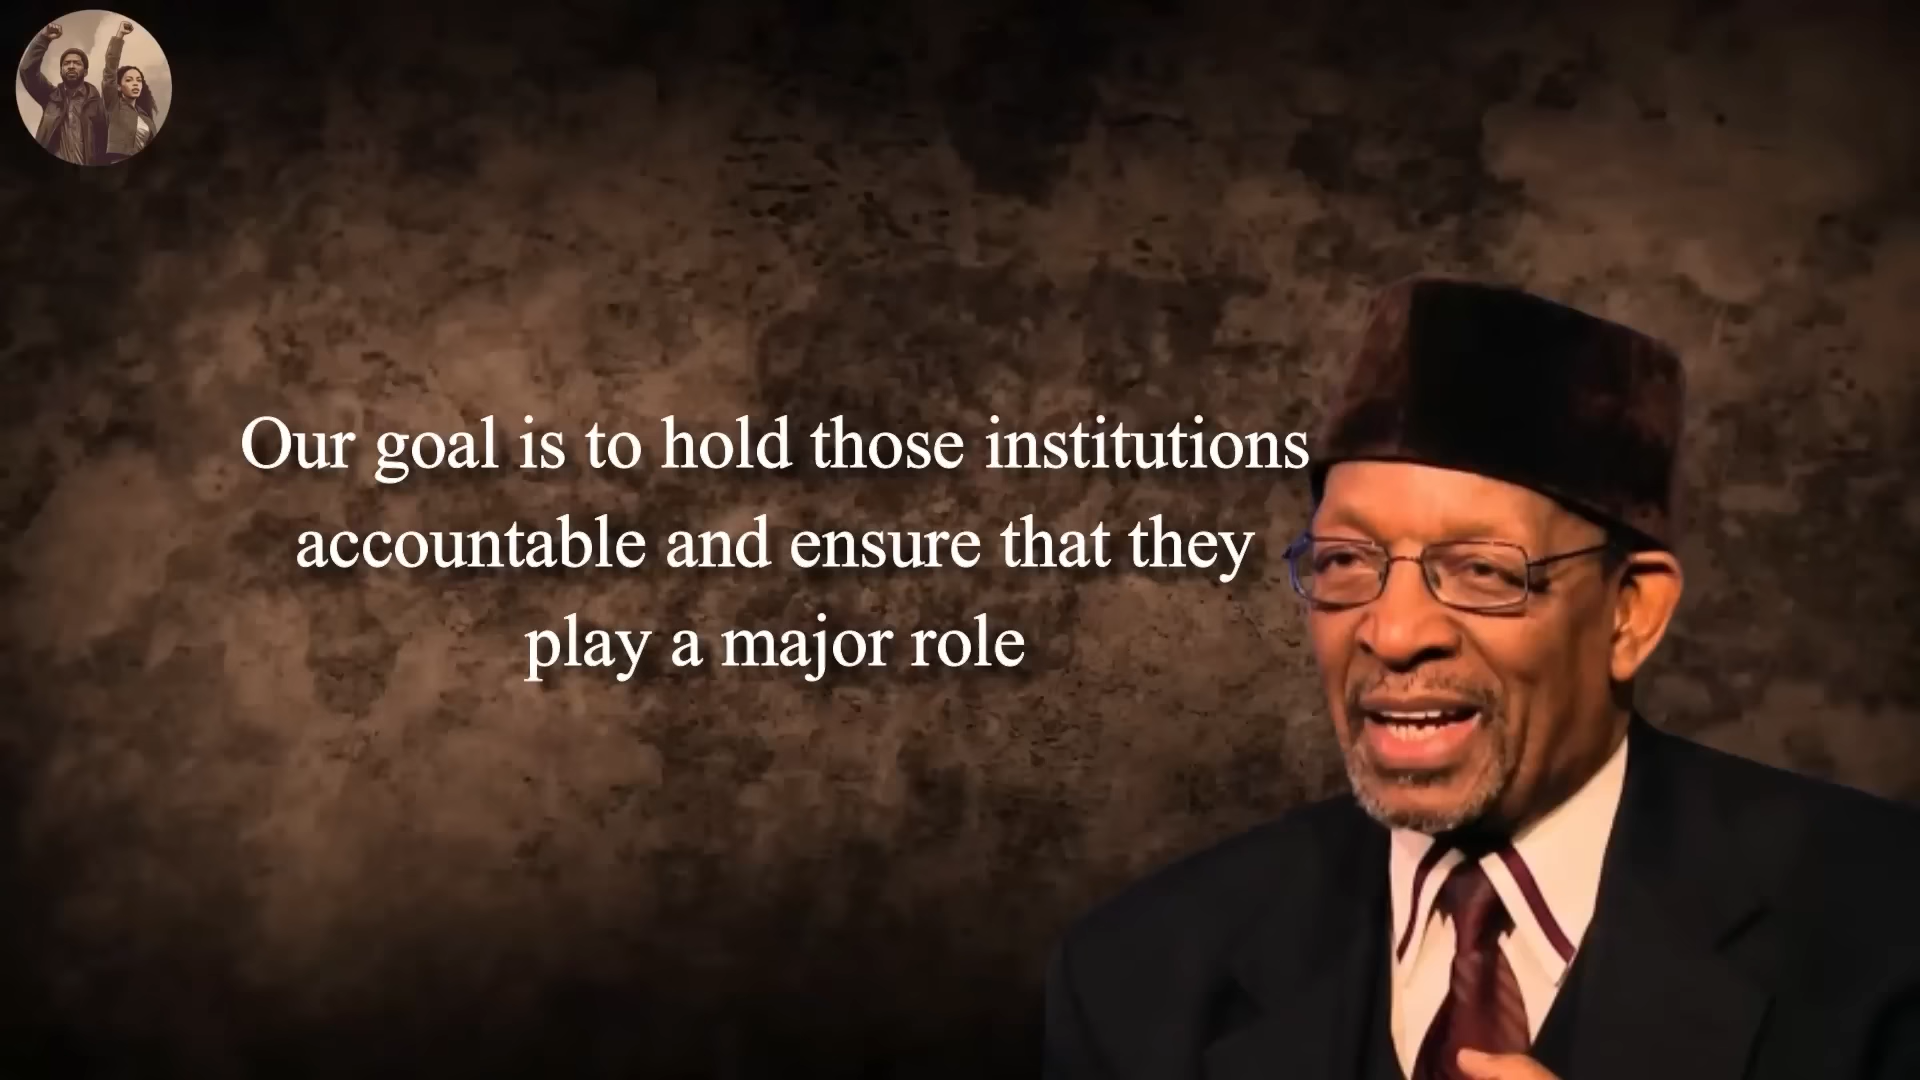 Our goal is to hold those institutions
accountable and ensure that they
play a major role